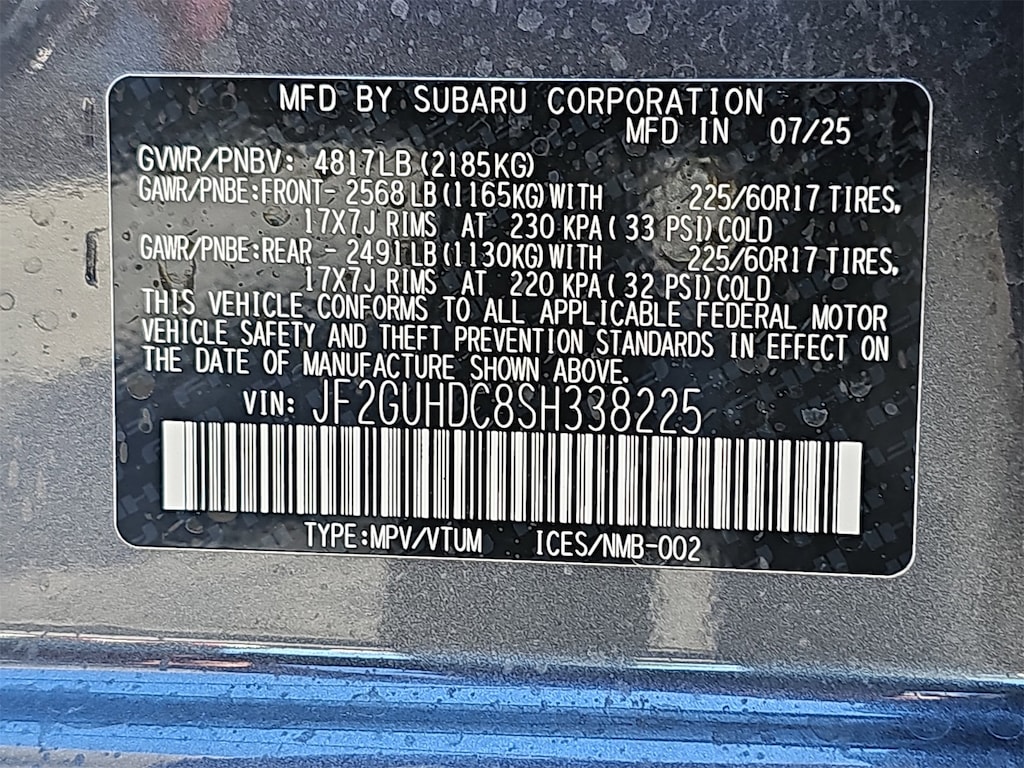 MFD BY SUBARU CORPORATION
MFD IN 07/25
GVWR/PNBV: 4817LB (2185KG)
GAWR/PNBE:FRONT- 2568 LB (1165KG) WITH 225/60R17 TIRES,
17X7J RIMS AT 230 KPA ( 33 PSI) COLD
GAWR/PNBE:REAR - 2491 LB (1130KG) WITH 225/60R17 TIRES,
17X7J RIMS AT 220 KPA ( 32 PSI) COLD
THIS VEHICLE CONFORMS TO ALL APPLICABLE FEDERAL MOTOR
VEHICLE SAFETY AND THEFT PREVENTION STANDARDS IN EFFECT ON
THE DATE OF MANUFACTURE SHOWN ABOVE.
VIN: JF2GUHDC8SH338225
TYPE:MPV/VTUM ICES/NMB-002